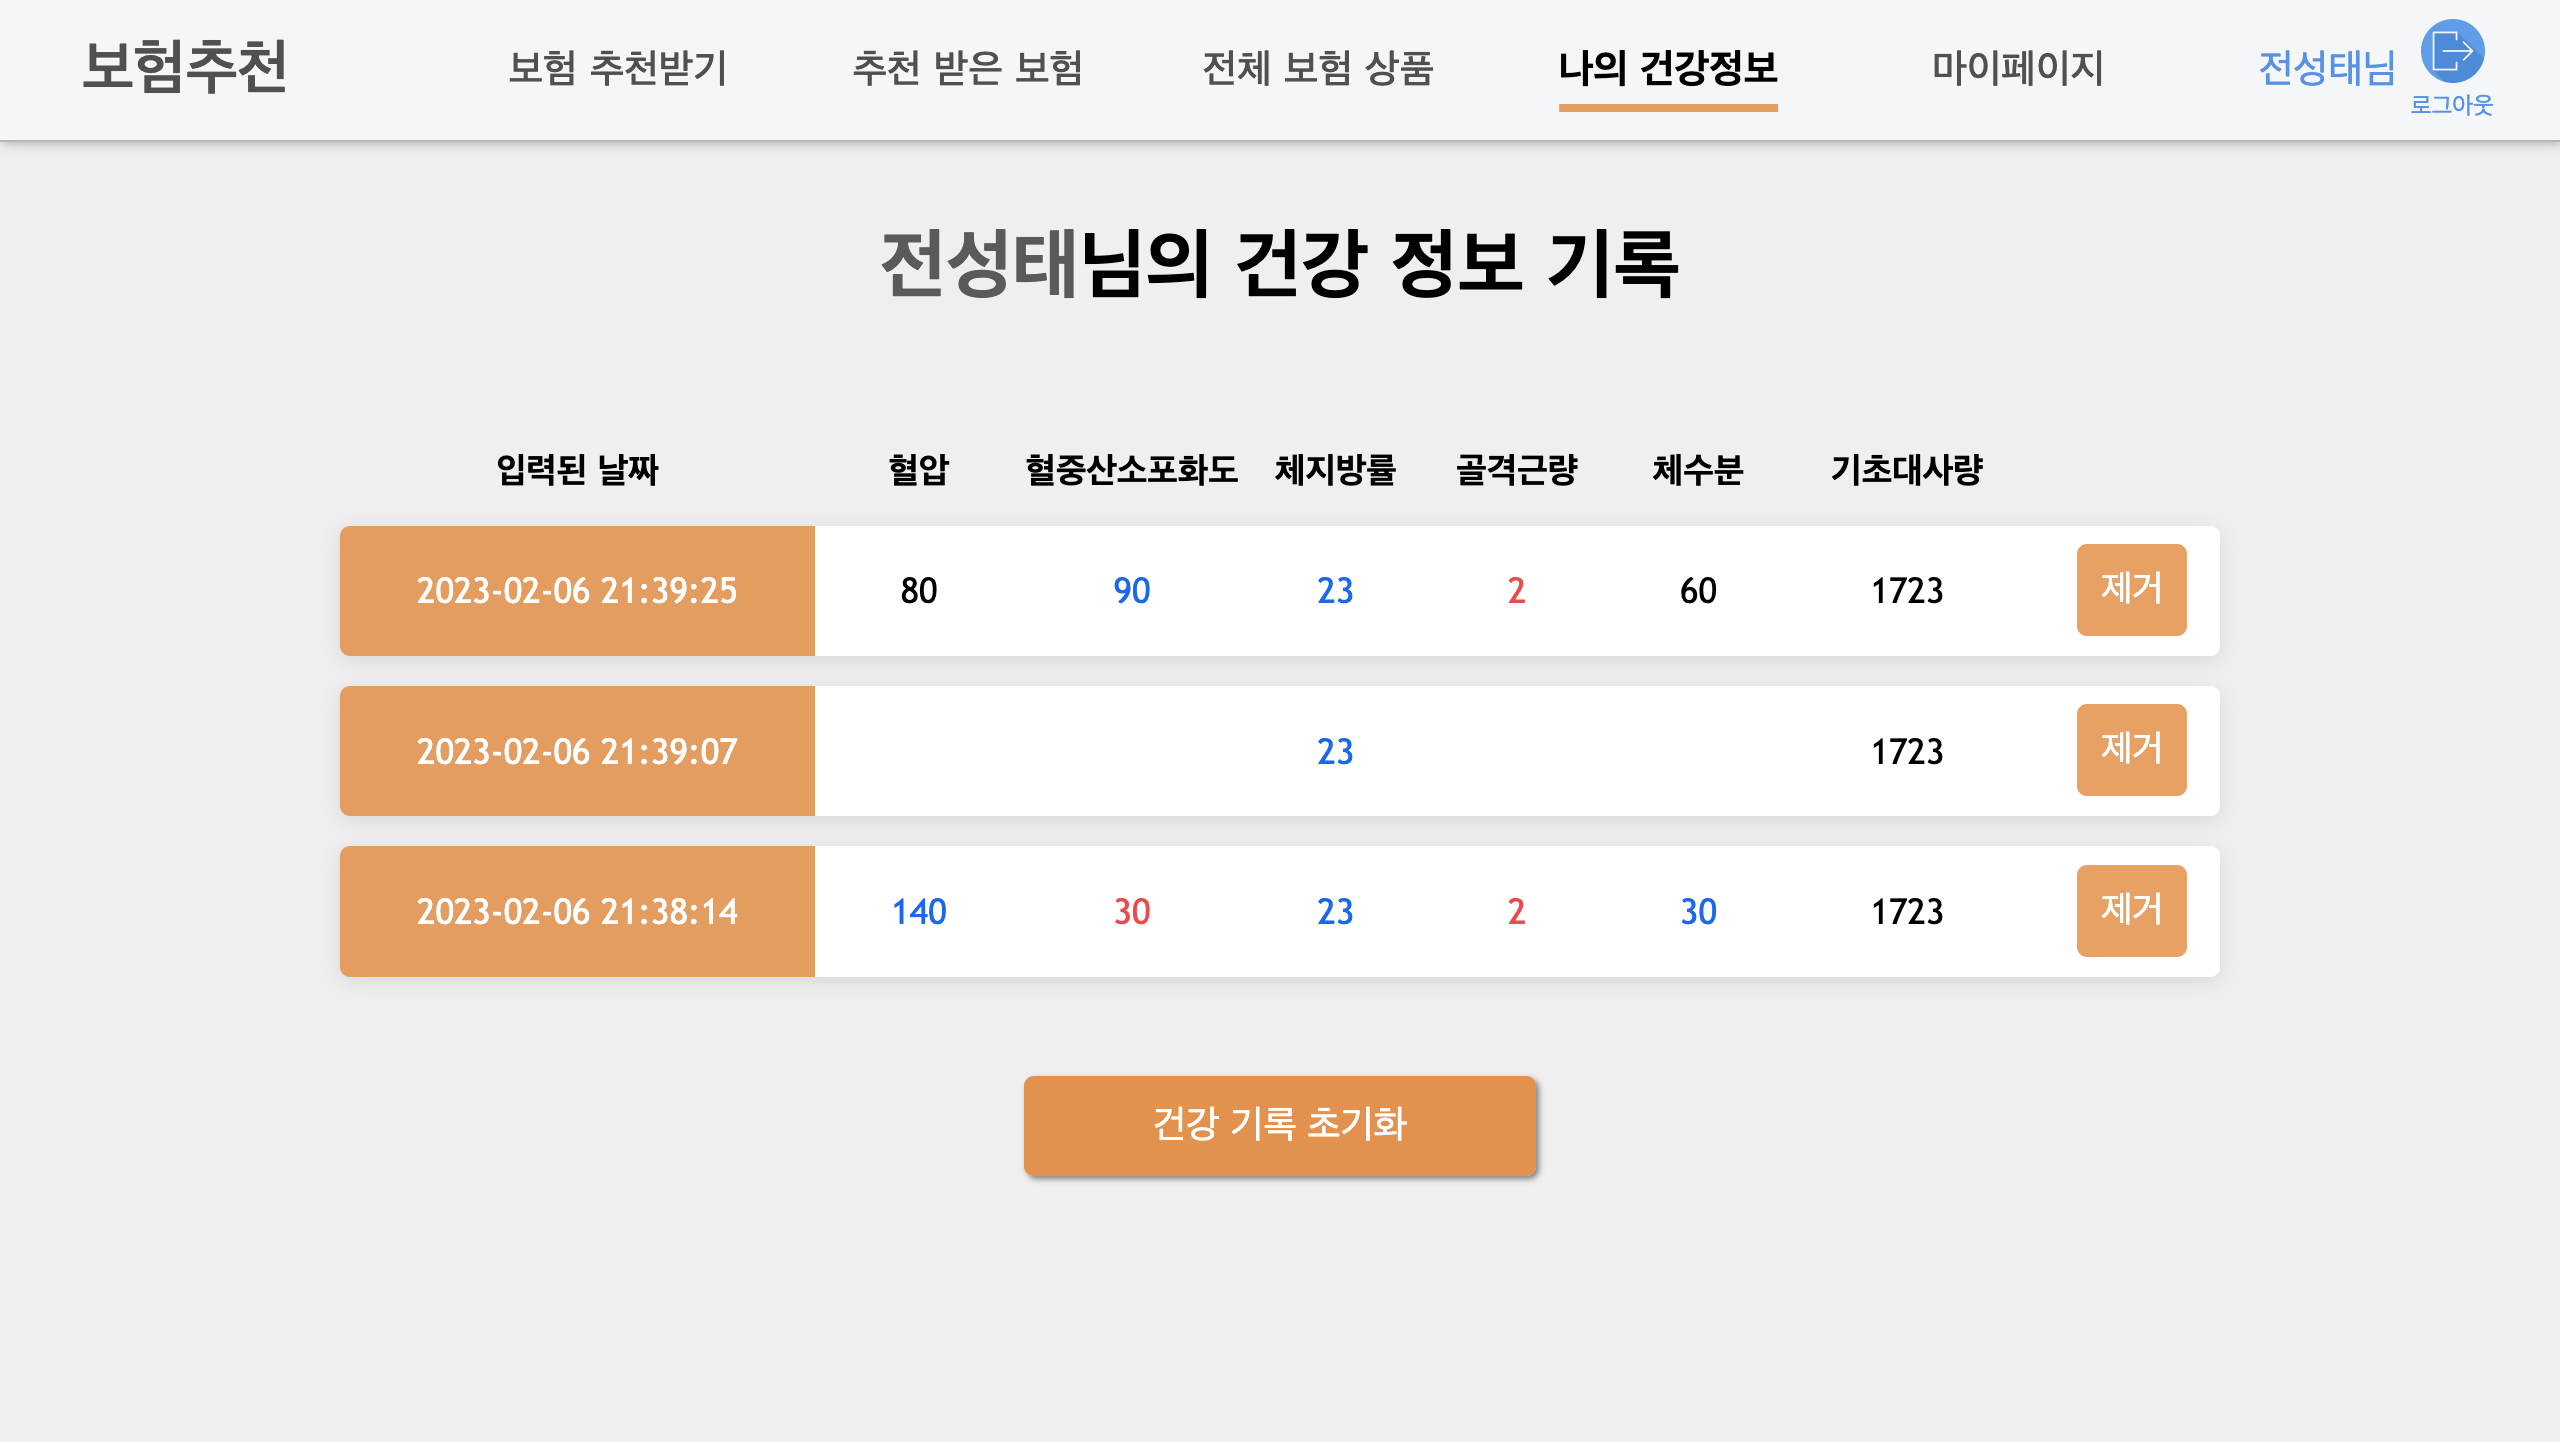 보험추천 보험 추천받기 추천 받은 보험 전체 보험 상품 나의 건강정보 마이페이지 전성태님
로그아웃
전성태님의 건강 정보 기록
입력된 날짜 혈압 혈중산소포화도 체지방률 골격근량 체수분 기초대사량
2023-02-06 21:39:25 80 90 23 2 60 1723 제거
2023-02-06 21:39:07 23 1723 제거
2023-02-06 21:38:14 140 30 23 2 30 1723 제거
건강 기록 초기화